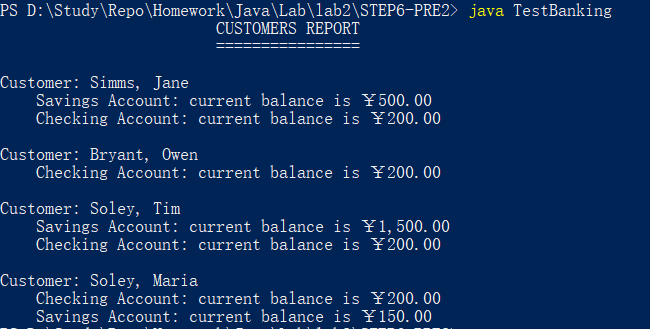 PS D:\Study\Repo\Homework\Java\Lab\lab2\STEP6-PRE2> java TestBanking
CUSTOMERS REPORT
================
Customer: Simms, Jane
Savings Account: current balance is ¥500.00
Checking Account: current balance is ¥200.00
Customer: Bryant, Owen
Checking Account: current balance is ¥200.00
Customer: Soley, Tim
Savings Account: current balance is ¥1,500.00
Checking Account: current balance is ¥200.00
Customer: Soley, Maria
Checking Account: current balance is ¥200.00
Savings Account: current balance is ¥150.00